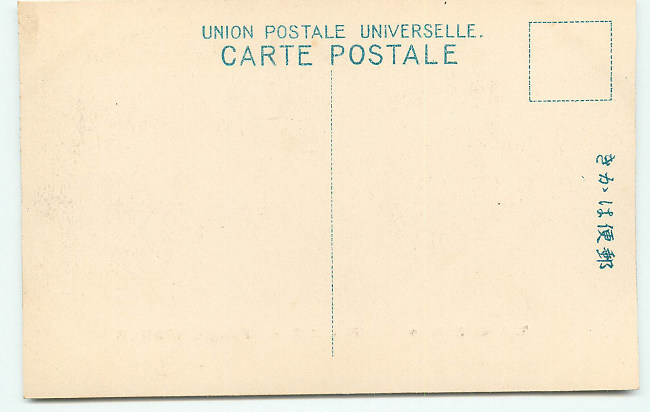 UNION POSTALE UNIVERSELLE.
CARTE POSTALE
きかは便郵